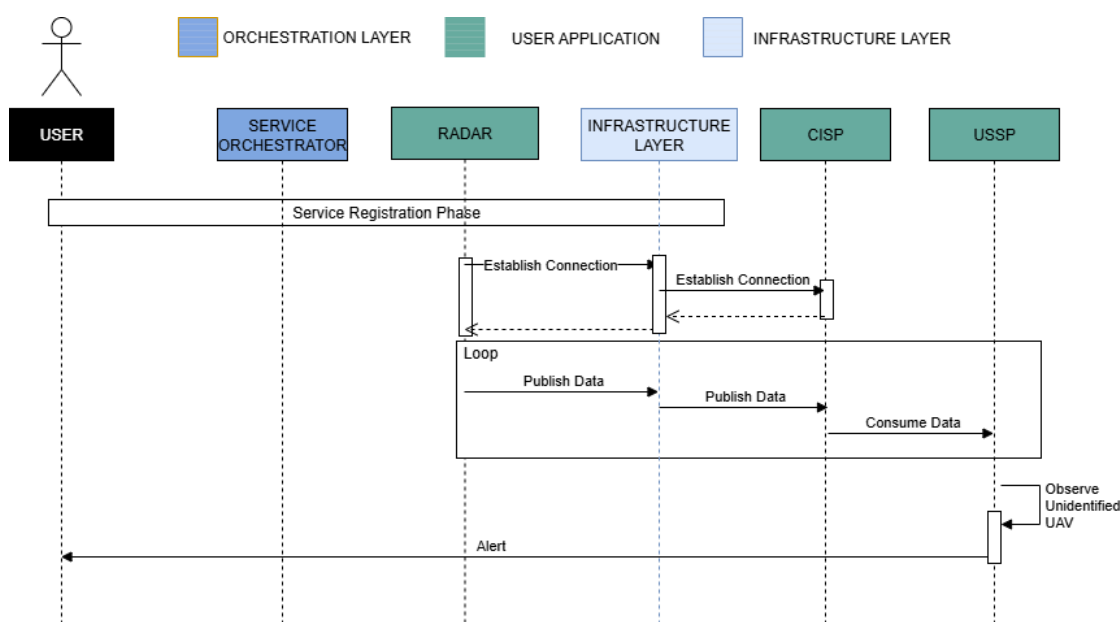 ORCHESTRATION LAYER
USER APPLICATION
INFRASTRUCTURE LAYER
USER
SERVICE
ORCHESTRATOR
RADAR
INFRASTRUCTURE
LAYER
CISP
USSP
Service Registration Phase
Establish Connection
Establish Connection
Loop
Publish Data
Publish Data
Consume Data
Observe
Unidentified
UAV
Alert